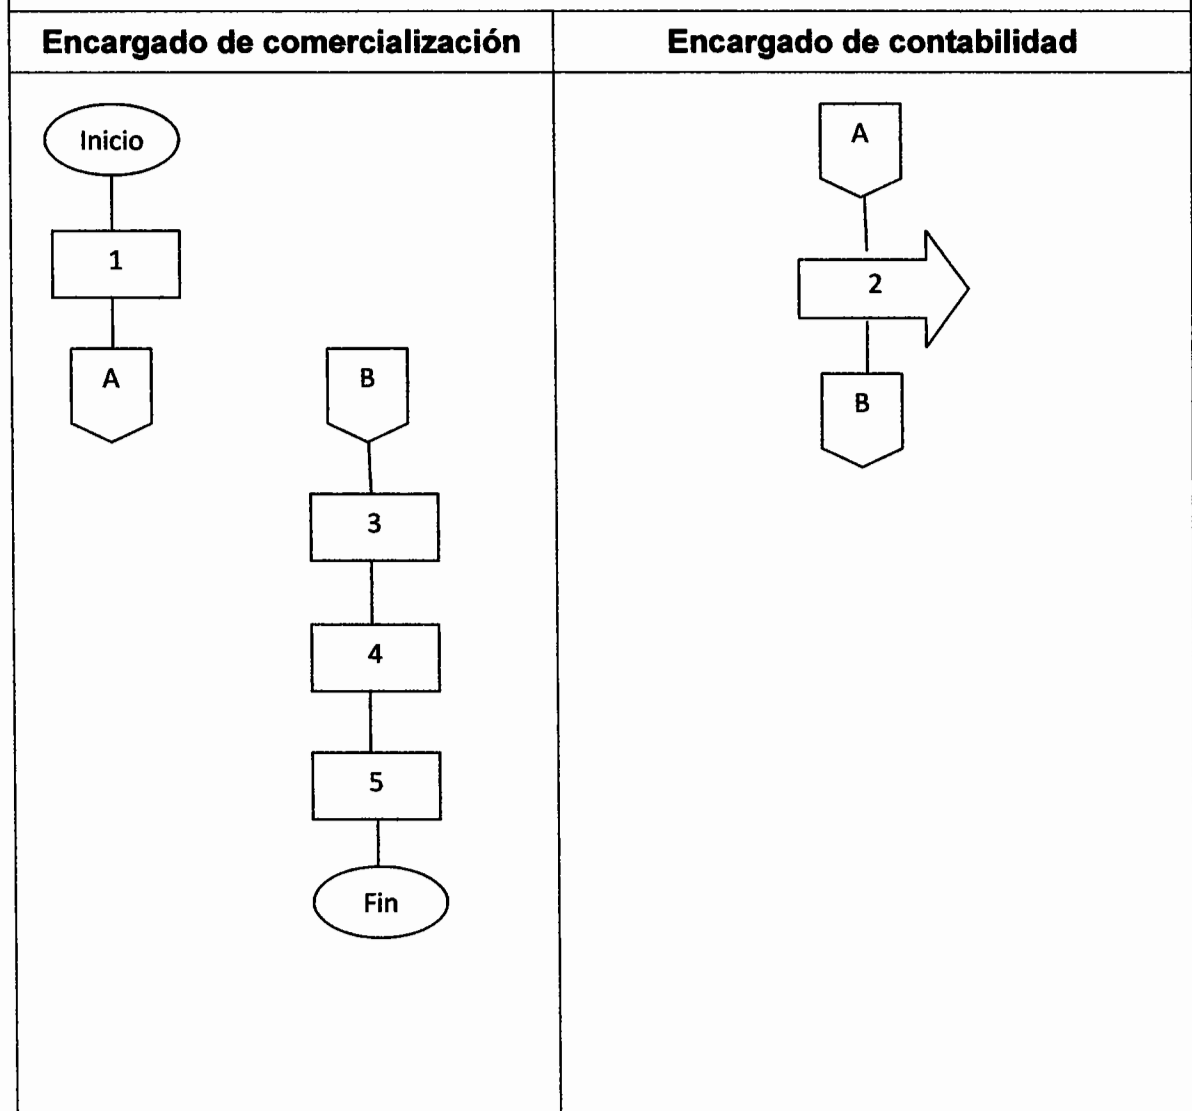 Encargado de comercialización
Encargado de contabilidad
Inicio
1
A
B
3
4
5
Fin
A
2
B